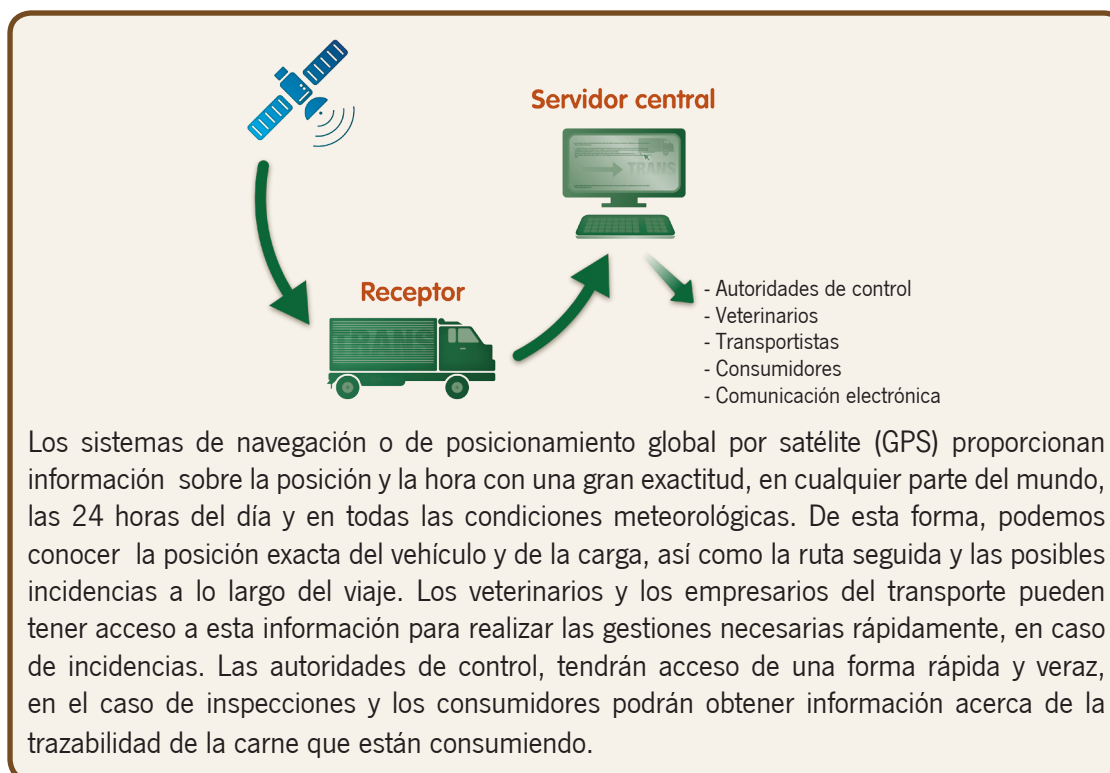 Servidor central
TRANS
Receptor
TRANS
- Autoridades de control
- Veterinarios
- Transportistas
- Consumidores
- Comunicación electrónica
Los sistemas de navegación o de posicionamiento global por satélite (GPS) proporcionan
información sobre la posición y la hora con una gran exactitud, en cualquier parte del mundo,
las 24 horas del día y en todas las condiciones meteorológicas. De esta forma, podemos
conocer la posición exacta del vehículo y de la carga, así como la ruta seguida y las posibles
incidencias a lo largo del viaje. Los veterinarios y los empresarios del transporte pueden
tener acceso a esta información para realizar las gestiones necesarias rápidamente, en caso
de incidencias. Las autoridades de control, tendrán acceso de una forma rápida y veraz,
en el caso de inspecciones y los consumidores podrán obtener información acerca de la
trazabilidad de la carne que están consumiendo.